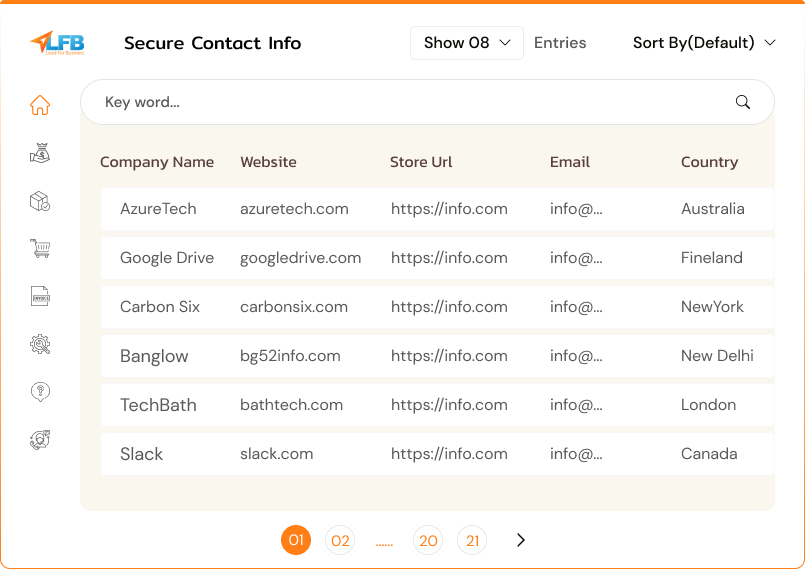 LFB
Lead For Business
Secure Contact Info
Show 08
Entries
Sort By(Default)
Key word...
Company Name Website Store Url Email Country
AzureTech azuretech.com https://info.com info@... Australia
Google Drive googledrive.com https://info.com info@... Fineland
Carbon Six carbonsix.com https://info.com info@... NewYork
Banglow bg52info.com https://info.com info@... New Delhi
TechBath bathtech.com https://info.com info@... London
Slack slack.com https://info.com info@... Canada
INVOICE
01 02 ...... 20 21